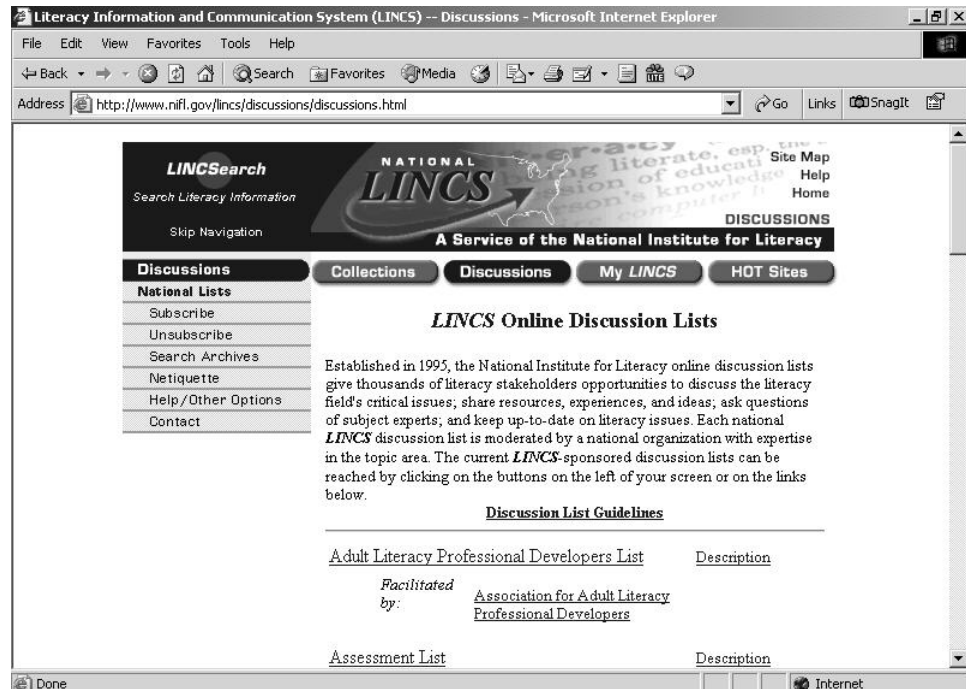 Literacy Information and Communication System (LINCS) -- Discussions - Microsoft Internet Explorer
File Edit View Favorites Tools Help
Back Search Favorites Media
Address http://www.nifl.gov/lincs/discussions/discussions.html Go Links SnagIt
LINCSearch
Search Literacy Information
Skip Navigation
NATIONAL
LINCS
Site Map
Help
Home
DISCUSSIONS
A Service of the National Institute for Literacy
Discussions
National Lists
Subscribe
Unsubscribe
Search Archives
Netiquette
Help/Other Options
Contact
Collections Discussions My LINCS HOT Sites
LINCS Online Discussion Lists
Established in 1995, the National Institute for Literacy online discussion lists
give thousands of literacy stakeholders opportunities to discuss the literacy
field's critical issues; share resources, experiences, and ideas; ask questions
of subject experts; and keep up-to-date on literacy issues. Each national
LINCS discussion list is moderated by a national organization with expertise
in the topic area. The current LINCS-sponsored discussion lists can be
reached by clicking on the buttons on the left of your screen or on the links
below.
Discussion List Guidelines
Adult Literacy Professional Developers List Description
Facilitated
by:
Association for Adult Literacy
Professional Developers
Assessment List Description
Done Internet